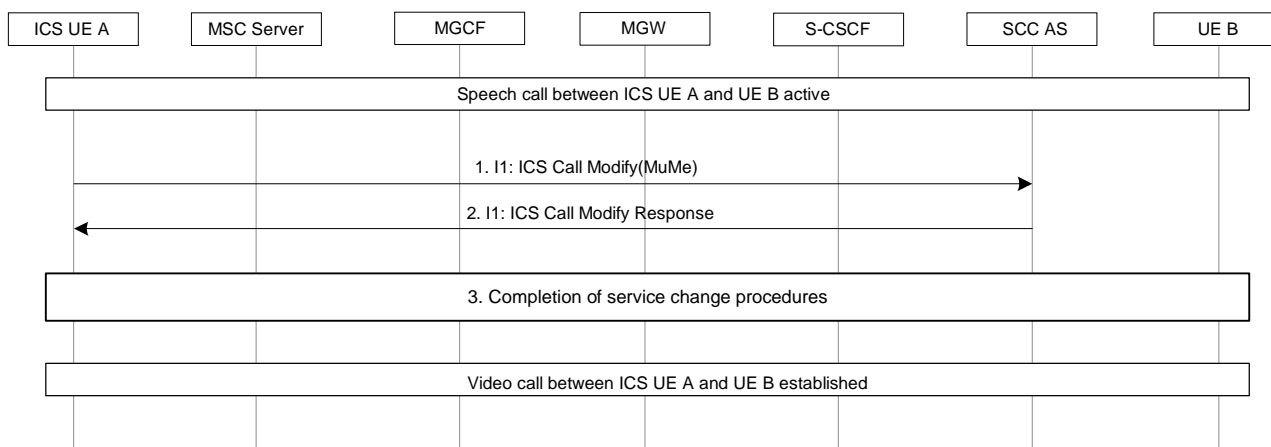 ICS UE A
MSC Server
MGCF
MGW
S-CSCF
SCC AS
UE B
Speech call between ICS UE A and UE B active
1. I1: ICS Call Modify(MuMe)
2. I1: ICS Call Modify Response
3. Completion of service change procedures
Video call between ICS UE A and UE B established